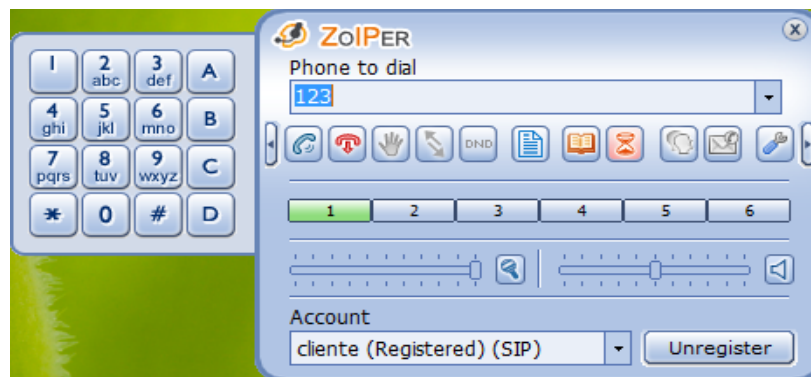 ZoIPER
Phone to dial
123
1
2 abc
3 def
A
4 ghi
5 jkl
6 mno
B
7 pqrs
8 tuv
9 wxyz
C
*
0
#
D
DND
1 2 3 4 5 6
Account
cliente (Registered) (SIP)
Unregister